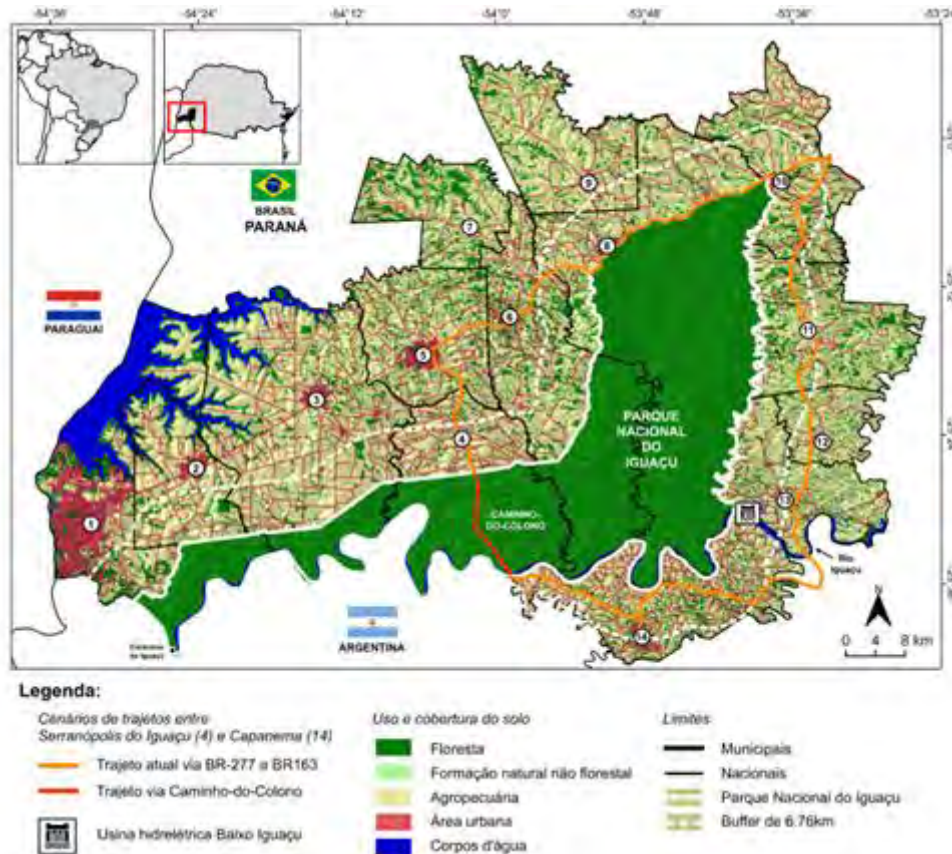 -54°36'
-54°24'
-54°12'
-54°0'
-53°48'
-53°36'
BRASIL
PARANÁ
PARAGUAI
ARGENTINA
PARQUE
NACIONAL
DO
IGUAÇU
CAMINHO-
DO-COLONO
Rio
Iguaçu
1
2
3
4
5
6
7
8
9
10
11
12
13
14
N
0 4 8 km
Legenda:
Cenários de trajetos entre
Serranópolis do Iguaçu (4) e Capanema (14)
Trajeto atual via BR-277 a BR163
Trajeto via Caminho-do-Colono
Usina hidrelétrica Baixo Iguaçu
Uso e cobertura do solo
Floresta
Formação natural não florestal
Agropecuária
Área urbana
Corpos d'água
Limites
Municipais
Nacionais
Parque Nacional do Iguaçu
Buffer de 6.76km